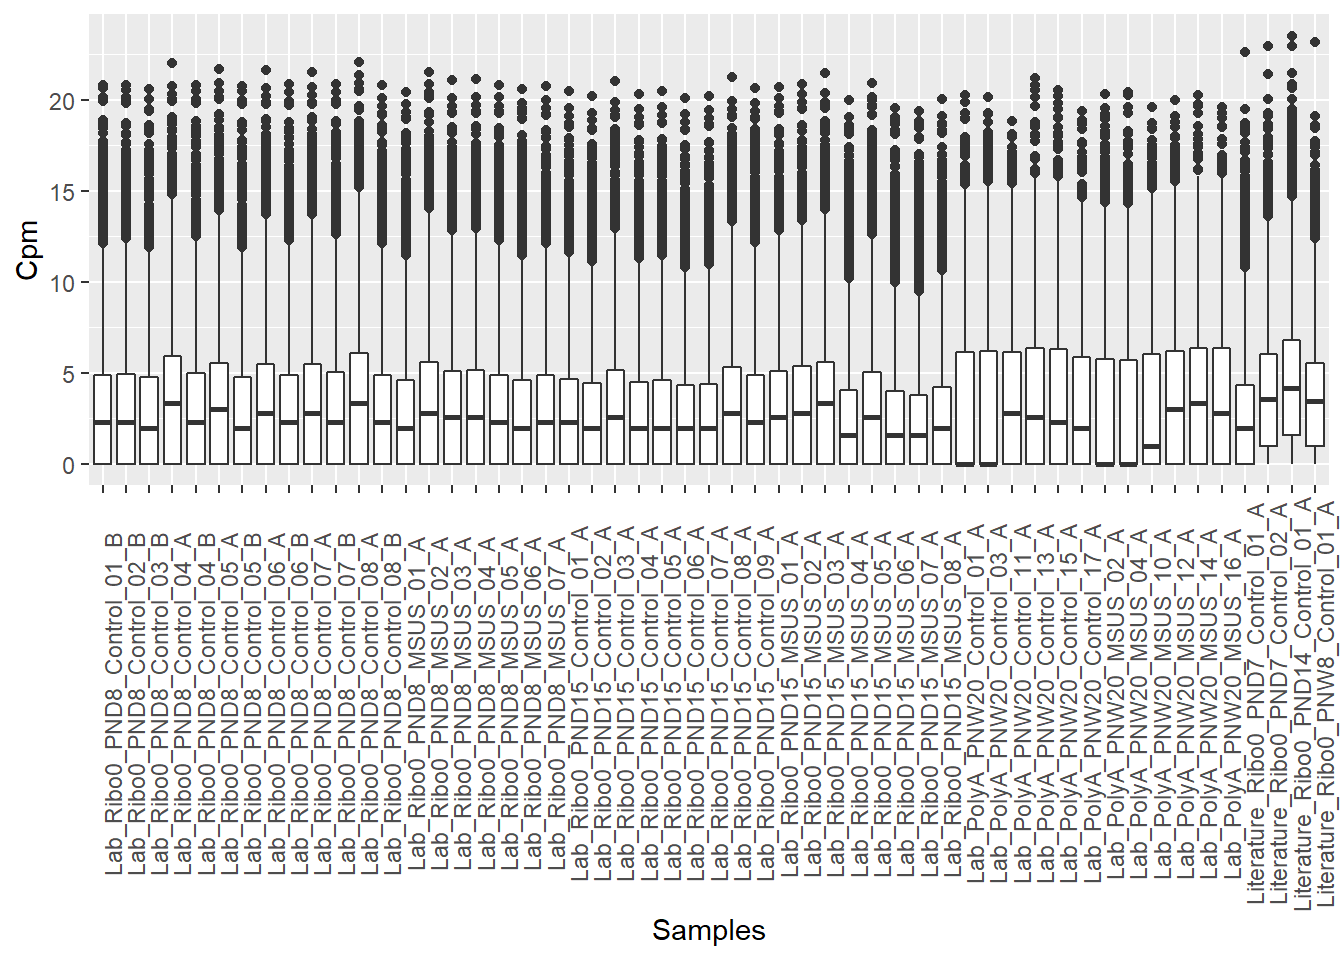 20
15
10
5
0
Cpm
Lab_Ribo0_PND8_Control_01_B
Lab_Ribo0_PND8_Control_02_B
Lab_Ribo0_PND8_Control_03_B
Lab_Ribo0_PND8_Control_04_A
Lab_Ribo0_PND8_Control_04_B
Lab_Ribo0_PND8_Control_05_A
Lab_Ribo0_PND8_Control_05_B
Lab_Ribo0_PND8_Control_06_A
Lab_Ribo0_PND8_Control_06_B
Lab_Ribo0_PND8_Control_07_A
Lab_Ribo0_PND8_Control_07_B
Lab_Ribo0_PND8_Control_08_A
Lab_Ribo0_PND8_Control_08_B
Lab_Ribo0_PND8_MSUS_01_A
Lab_Ribo0_PND8_MSUS_02_A
Lab_Ribo0_PND8_MSUS_03_A
Lab_Ribo0_PND8_MSUS_04_A
Lab_Ribo0_PND8_MSUS_05_A
Lab_Ribo0_PND8_MSUS_06_A
Lab_Ribo0_PND8_MSUS_07_A
Lab_Ribo0_PND15_Control_01_A
Lab_Ribo0_PND15_Control_02_A
Lab_Ribo0_PND15_Control_03_A
Lab_Ribo0_PND15_Control_04_A
Lab_Ribo0_PND15_Control_05_A
Lab_Ribo0_PND15_Control_06_A
Lab_Ribo0_PND15_Control_07_A
Lab_Ribo0_PND15_Control_08_A
Lab_Ribo0_PND15_Control_09_A
Lab_Ribo0_PND15_MSUS_01_A
Lab_Ribo0_PND15_MSUS_02_A
Lab_Ribo0_PND15_MSUS_03_A
Lab_Ribo0_PND15_MSUS_04_A
Lab_Ribo0_PND15_MSUS_05_A
Lab_Ribo0_PND15_MSUS_06_A
Lab_Ribo0_PND15_MSUS_07_A
Lab_Ribo0_PND15_MSUS_08_A
Lab_PolyA_PNW20_Control_01_A
Lab_PolyA_PNW20_Control_03_A
Lab_PolyA_PNW20_Control_11_A
Lab_PolyA_PNW20_Control_13_A
Lab_PolyA_PNW20_Control_15_A
Lab_PolyA_PNW20_Control_17_A
Lab_PolyA_PNW20_MSUS_02_A
Lab_PolyA_PNW20_MSUS_04_A
Lab_PolyA_PNW20_MSUS_10_A
Lab_PolyA_PNW20_MSUS_12_A
Lab_PolyA_PNW20_MSUS_14_A
Lab_PolyA_PNW20_MSUS_16_A
Literature_Ribo0_PND7_Control_01_A
Literature_Ribo0_PND7_Control_02_A
Literature_Ribo0_PND14_Control_01_A
Literature_Ribo0_PNW8_Control_01_A
Samples